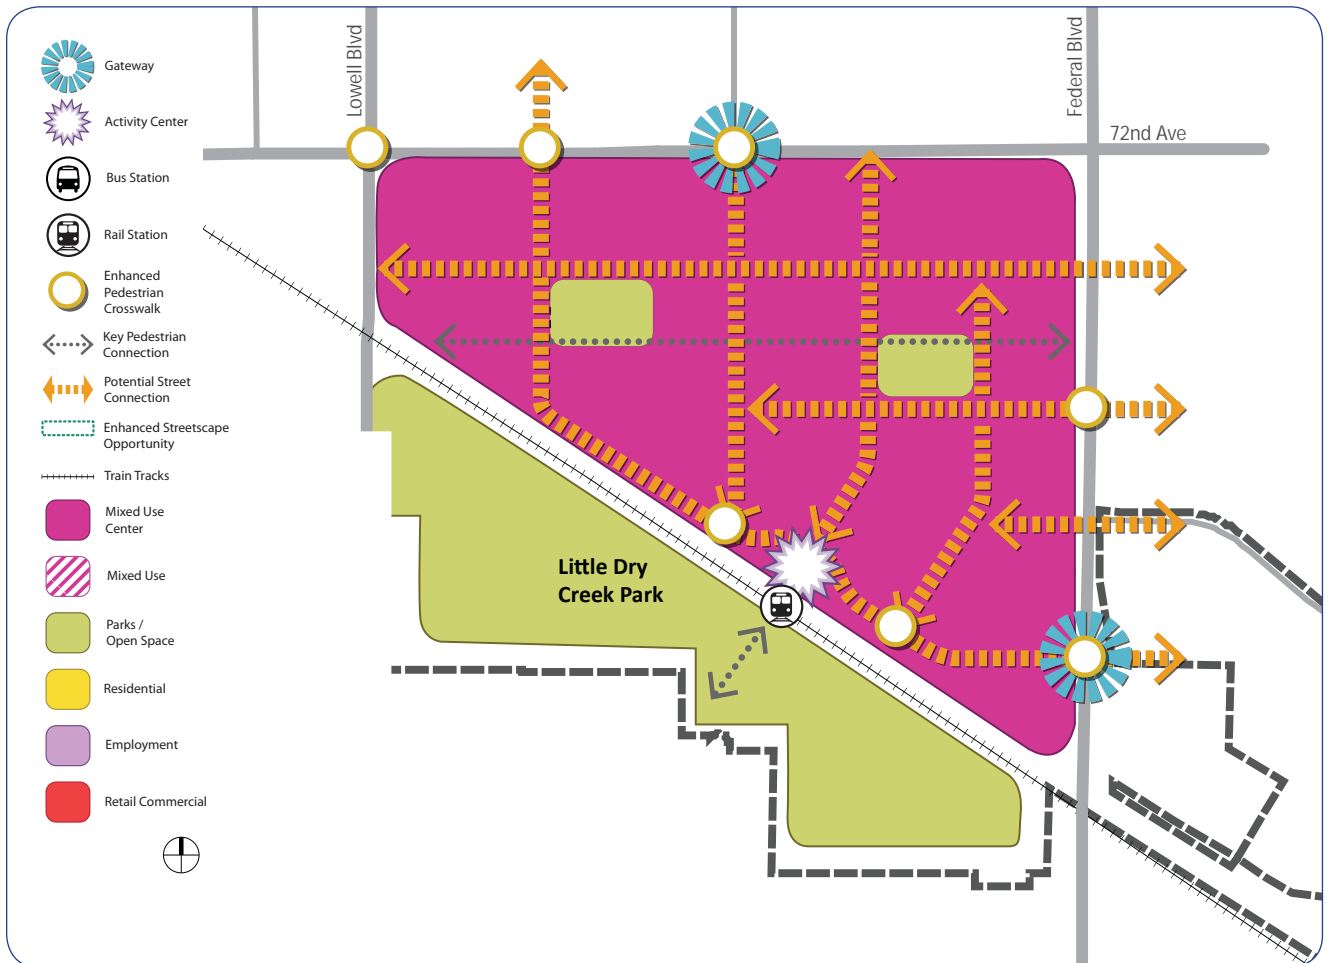 Gateway
Activity Center
Bus Station
Rail Station
Enhanced
Pedestrian
Crosswalk
Key Pedestrian
Connection
Potential Street
Connection
Enhanced Streetscape
Opportunity
Train Tracks
Mixed Use
Center
Mixed Use
Parks /
Open Space
Residential
Employment
Retail Commercial
Lowell Blvd
Federal Blvd
72nd Ave
Little Dry
Creek Park